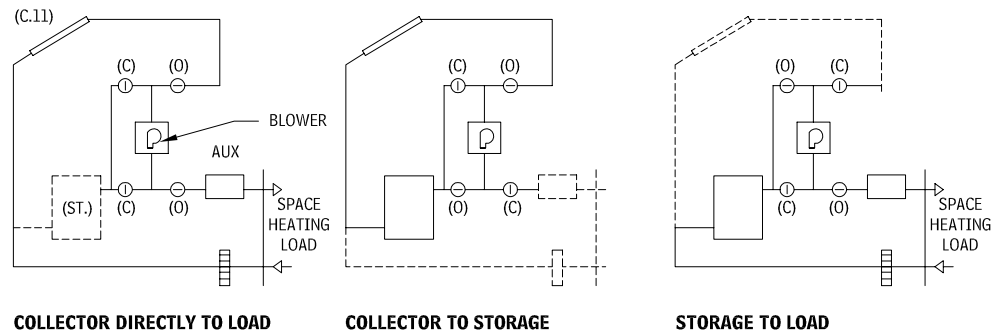 (C.11)
(C) (O)
BLOWER
AUX
(ST.)
(C) (O)
SPACE
HEATING
LOAD
COLLECTOR DIRECTLY TO LOAD
(C) (O)
(O) (C)
COLLECTOR TO STORAGE
(O) (C)
(C) (O)
SPACE
HEATING
LOAD
STORAGE TO LOAD